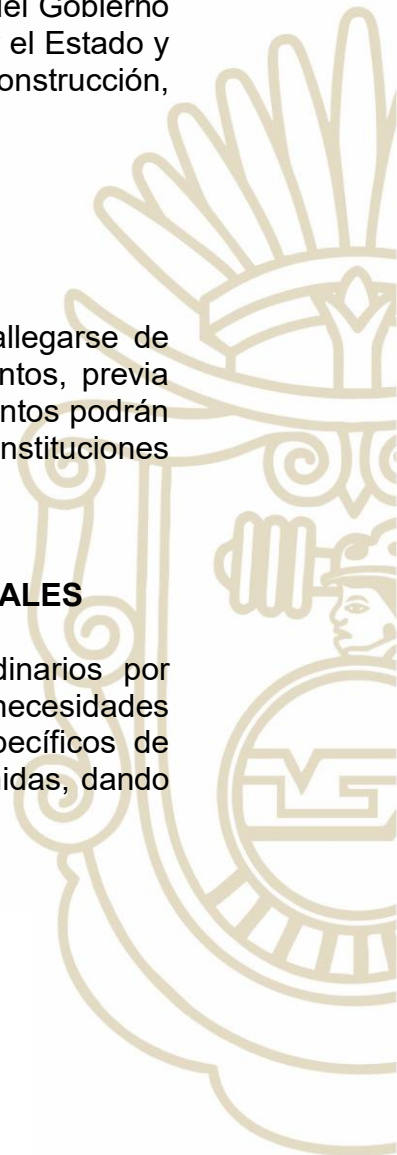 del Gobierno
el Estado y
onstrucción,
allegarse de
ntos, previa
ntos podrán
nstituciones
ALES
dinarios por
necesidades
pecíficos de
idas, dando